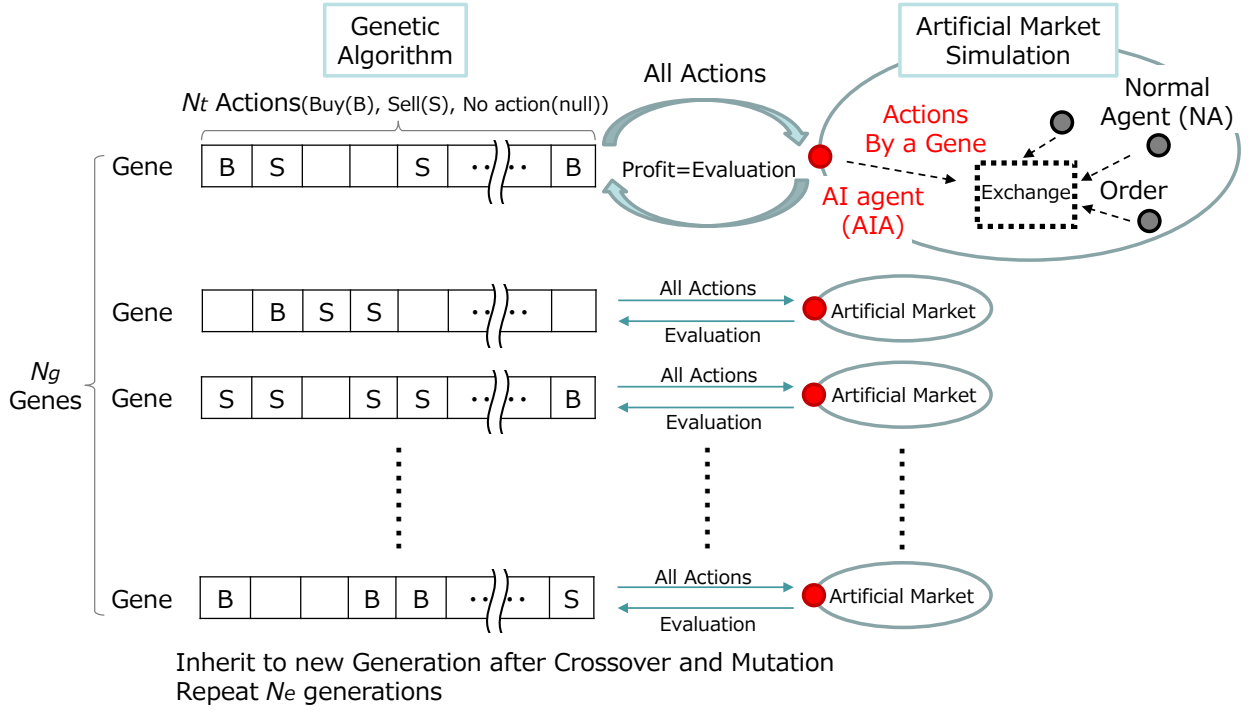 Genetic
Algorithm
Artificial Market
Simulation
All Actions
Nt Actions(Buy(B), Sell(S), No action(null))
Normal
Agent (NA)
Actions
By a Gene
Gene
B S S ‥ ‥ B
Profit=Evaluation
Exchange
Order
AI agent
(AIA)
All Actions
Gene
B S S ‥ ‥
Artificial Market
Evaluation
Ng
Genes
All Actions
Gene
S S S S ‥ ‥ B
Artificial Market
Evaluation
All Actions
Gene
B B B ‥ ‥ S
Artificial Market
Evaluation
Inherit to new Generation after Crossover and Mutation
Repeat Ne generations